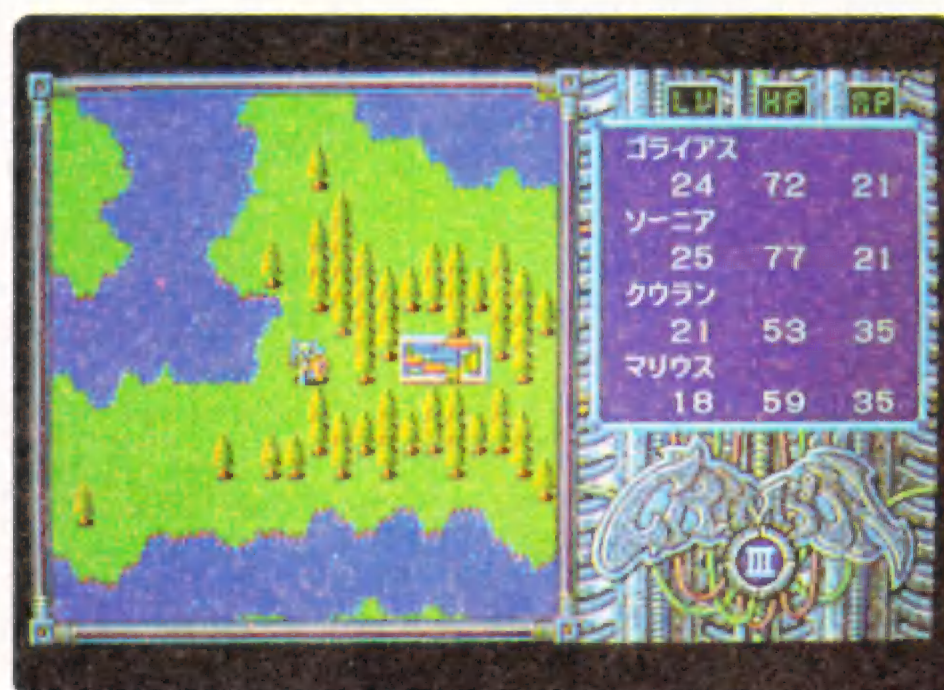 LV HP MP
ゴライアス
24 72 21
ソーニア
25 77 21
クウラン
21 53 35
マリウス
18 59 35
CRIMSON
III